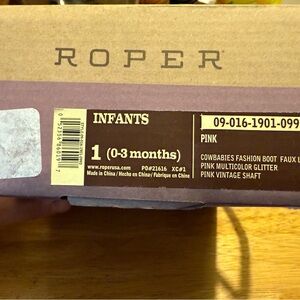 ROPER
INFANTS
1 (0-3 months)
www.roperusa.com PO#21616 XC#1
Made in China / Hecho en China / Fabrique en Chine
09-016-1901-099
PINK
COWBABIES FASHION BOOT FAUX L
PINK MULTICOLOR GLITTER
PINK VINTAGE SHAFT